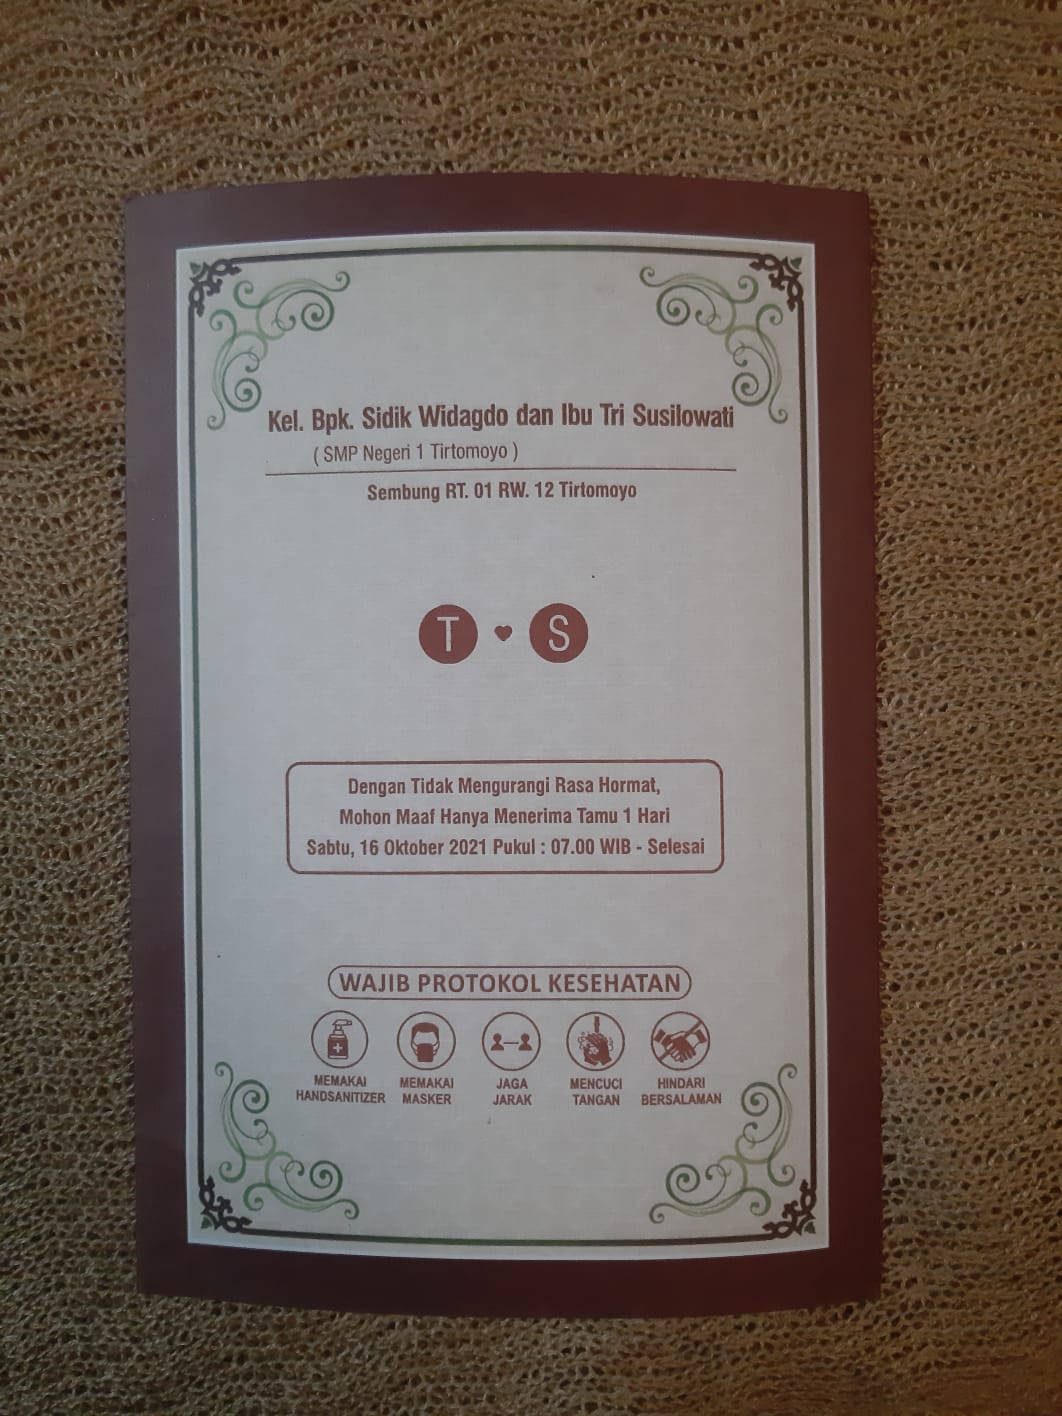 Kel. Bpk. Sidik Widagdo dan Ibu Tri Susilowati
( SMP Negeri 1 Tirtomoyo )
Sembung RT. 01 RW. 12 Tirtomoyo
T ♥ S
Dengan Tidak Mengurangi Rasa Hormat,
Mohon Maaf Hanya Menerima Tamu 1 Hari
Sabtu, 16 Oktober 2021 Pukul : 07.00 WIB - Selesai
WAJIB PROTOKOL KESEHATAN
MEMAKAI
HANDSANITIZER
MEMAKAI
MASKER
JAGA
JARAK
MENCUCI
TANGAN
HINDARI
BERSALAMAN